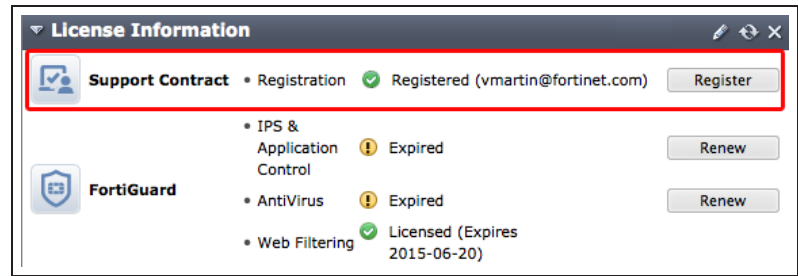 License Information
Support Contract • Registration Registered (vmartin@fortinet.com) Register
FortiGuard
• IPS &
Application
Control
Expired Renew
• AntiVirus Expired Renew
• Web Filtering Licensed (Expires
2015-06-20)